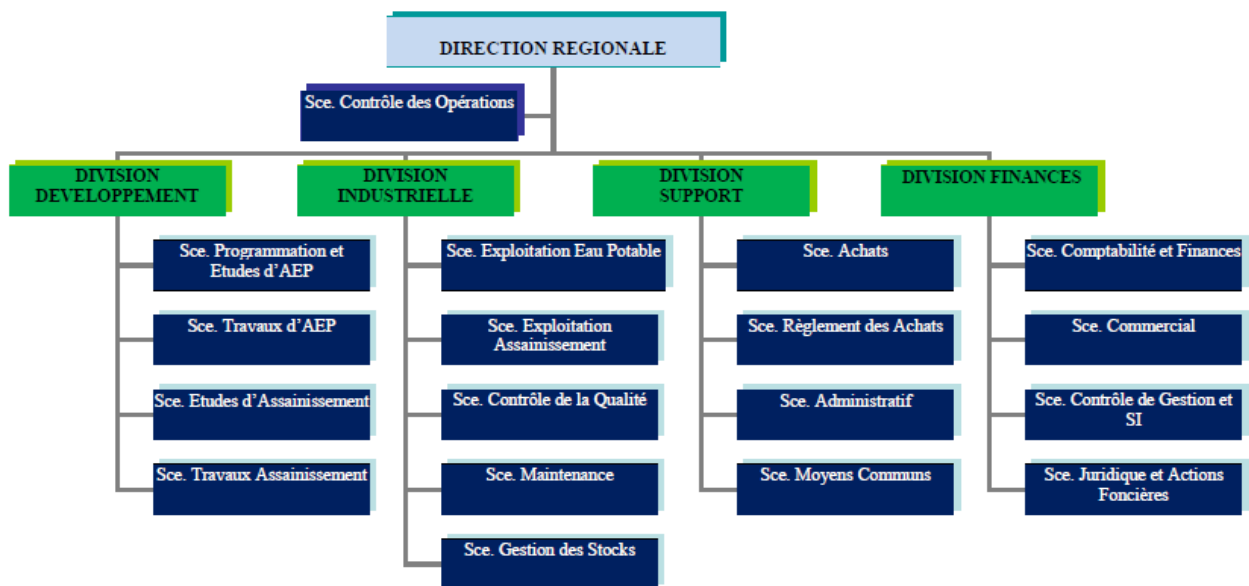 DIRECTION REGIONALE
Sce. Contrôle des Opérations
DIVISION
DEVELOPPEMENT
Sce. Programmation et
Etudes d’AEP
Sce. Travaux d’AEP
Sce. Etudes d’Assainissement
Sce. Travaux Assainissement
DIVISION
INDUSTRIELLE
Sce. Exploitation Eau Potable
Sce. Exploitation
Assainissement
Sce. Contrôle de la Qualité
Sce. Maintenance
Sce. Gestion des Stocks
DIVISION
SUPPORT
Sce. Achats
Sce. Règlement des Achats
Sce. Administratif
Sce. Moyens Communs
DIVISION FINANCES
Sce. Comptabilité et Finances
Sce. Commercial
Sce. Contrôle de Gestion et
SI
Sce. Juridique et Actions
Foncières